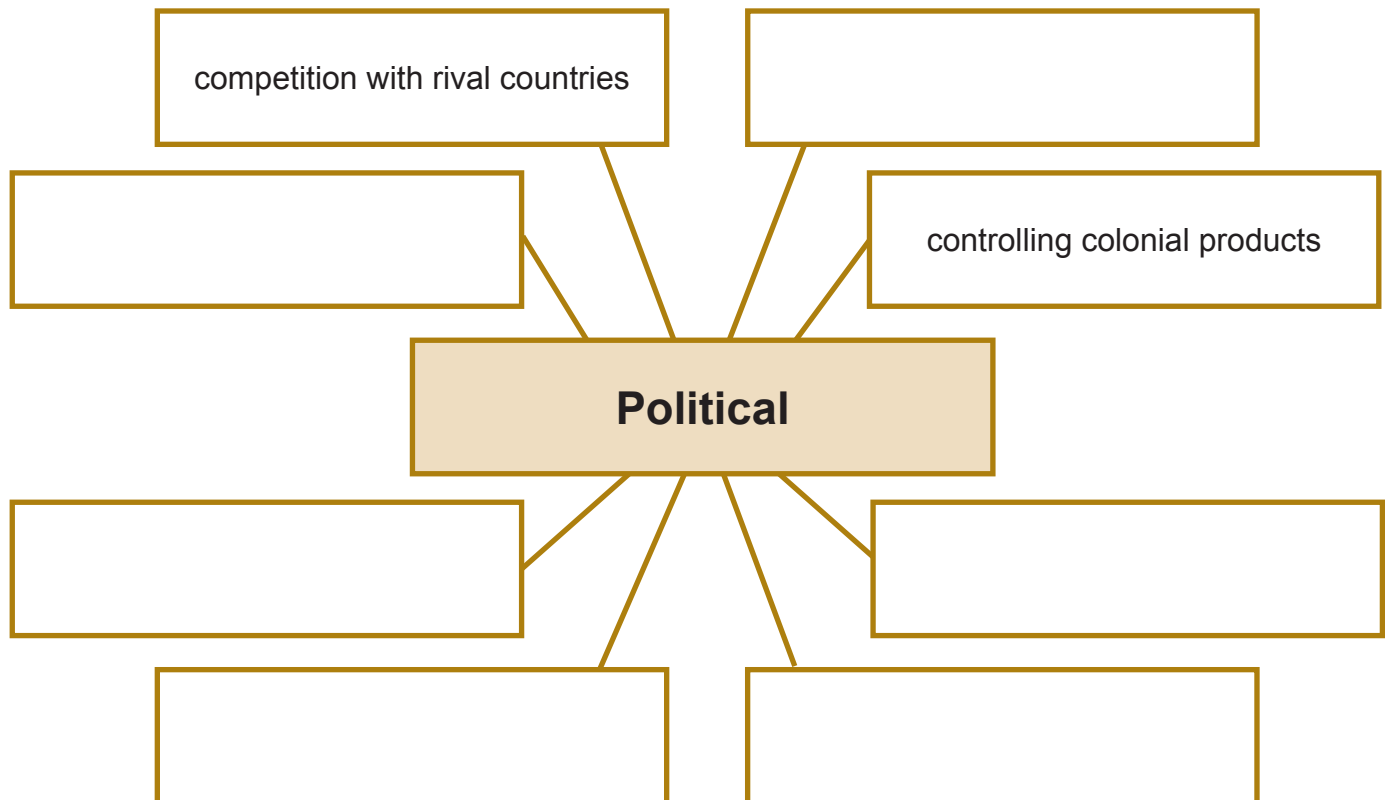 competition with rival countries
controlling colonial products
Political